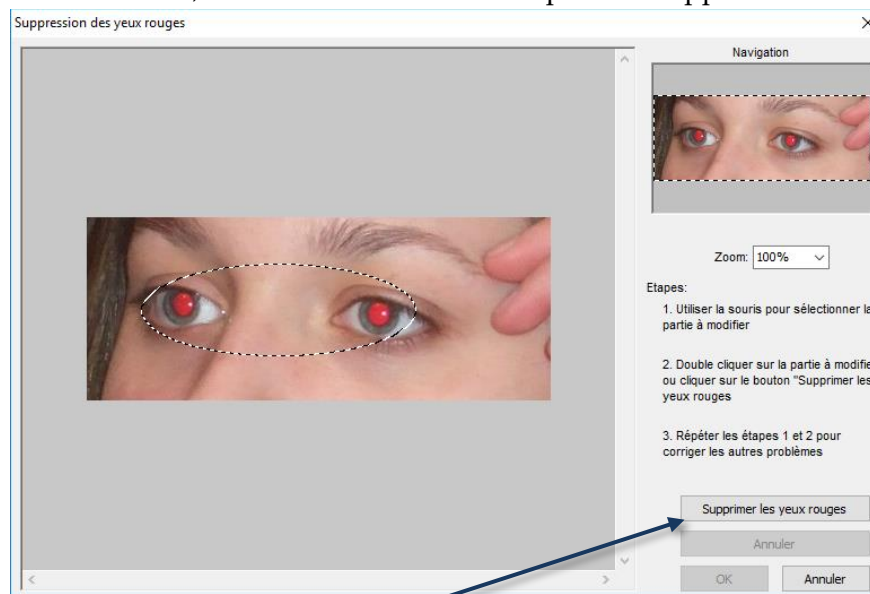 Suppression des yeux rouges
Navigation
Zoom: 100%
Etapes:
1. Utiliser la souris pour sélectionner la
partie à modifier
2. Double cliquer sur la partie à modifie
ou cliquer sur le bouton "Supprimer les
yeux rouges
3. Répéter les étapes 1 et 2 pour
corriger les autres problèmes
Supprimer les yeux rouges
Annuler
OK
Annuler